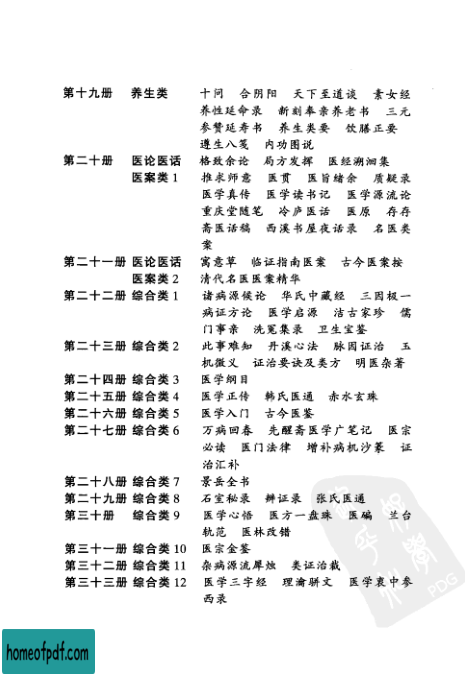 第十九册 养生类 十问 合阴阳 天下至道谈 素女经
养性延命录 新刻奉亲养老书 三元
参赞延寿书 养生类要 饮膳正要
遵生八笺 内功图说
第二十册 医论医话 格致余论 局方发挥 医经溯洄集
医案类 1 推求师意 医贯 医旨绪余 质疑录
医学真传 医学读书记 医学源流论
重庆堂随笔 冷庐医话 医原 存存
斋医话稿 西溪书屋夜话录 名医类
案
第二十一册 医论医话 寓意草 临证指南医案 古今医案按
医案类 2 清代名医医案精华
第二十二册 综合类 1 诸病源候论 华氏中藏经 三因极一
病证方论 医学启源 洁古家珍 儒
门事亲 洗冤集录 卫生宝鉴
第二十三册 综合类 2 此事难知 丹溪心法 脉因证治 玉
机微义 证治要诀及类方 明医杂著
第二十四册 综合类 3 医学纲目
第二十五册 综合类 4 医学正传 韩氏医通 赤水玄珠
第二十六册 综合类 5 医学入门 古今医鉴
第二十七册 综合类 6 万病回春 先醒斋医学广笔记 医宗
必读 医门法律 增补病机沙篆 证
治汇补
第二十八册 综合类 7 景岳全书
第二十九册 综合类 8 石室秘录 辨证录 张氏医通
第三十册 综合类 9 医学心悟 医方一盘珠 医碥 兰台
轨范 医林改错
第三十一册 综合类 10 医宗金鉴
第三十二册 综合类 11 杂病源流犀烛 类证治裁
第三十三册 综合类 12 医学三字经 理瀹骈文 医学衷中参
西录
PDG
homeofpdf.com